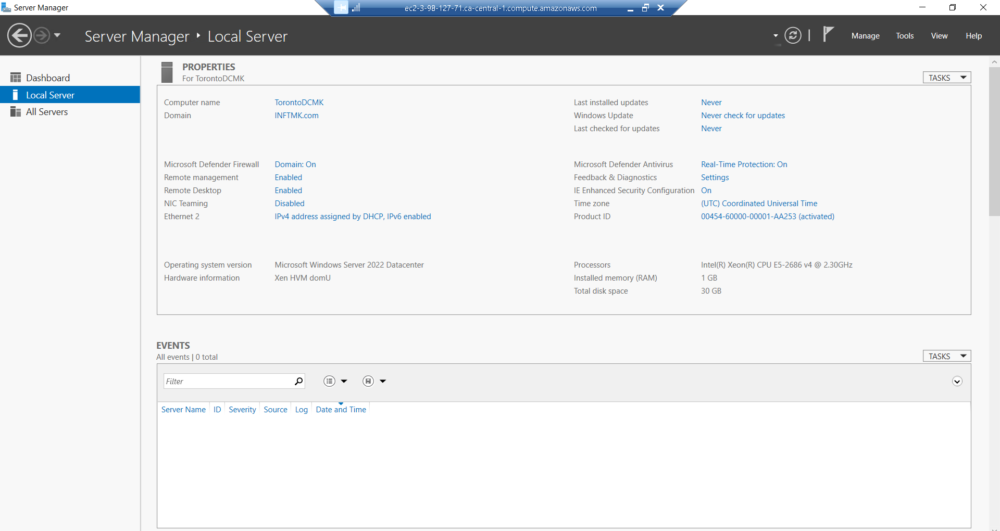 Server Manager
ec2-3-98-127-71.ca-central-1.compute.amazonaws.com
Server Manager Local Server
Manage Tools View Help
Dashboard
Local Server
All Servers
PROPERTIES
For TorontoDCMK
TASKS
Computer name TorontoDCMK
Domain INFTMK.com
Last installed updates Never
Windows Update Never check for updates
Last checked for updates Never
Microsoft Defender Firewall Domain: On
Remote management Enabled
Remote Desktop Enabled
NIC Teaming Disabled
Ethernet 2 IPv4 address assigned by DHCP, IPv6 enabled
Microsoft Defender Antivirus Real-Time Protection: On
Feedback & Diagnostics Settings
IE Enhanced Security Configuration On
Time zone (UTC) Coordinated Universal Time
Product ID 00454-60000-00001-AA253 (activated)
Operating system version Microsoft Windows Server 2022 Datacenter
Hardware information Xen HVM domU
Processors Intel(R) Xeon(R) CPU E5-2686 v4 @ 2.30GHz
Installed memory (RAM) 1 GB
Total disk space 30 GB
EVENTS
All events | 0 total
TASKS
Filter
Server Name ID Severity Source Log Date and Time